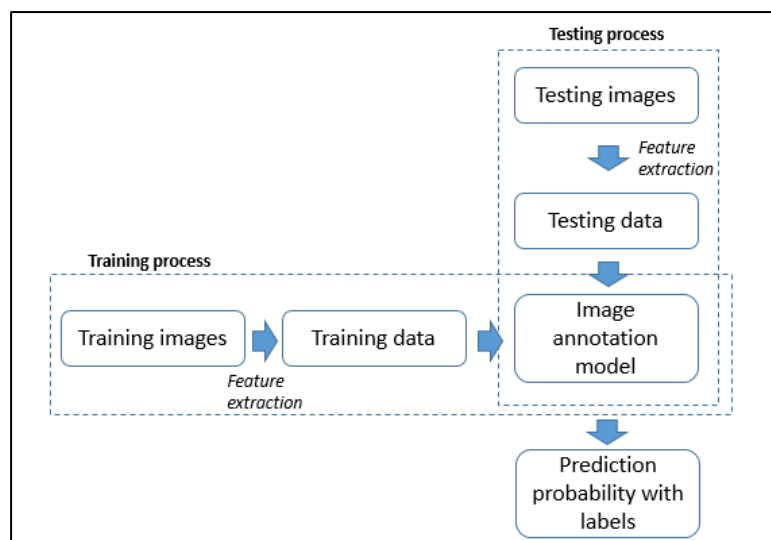 Testing process
Testing images
Feature
extraction
Testing data
Training process
Training images
Training data
Image
annotation
model
Feature
extraction
Prediction
probability with
labels